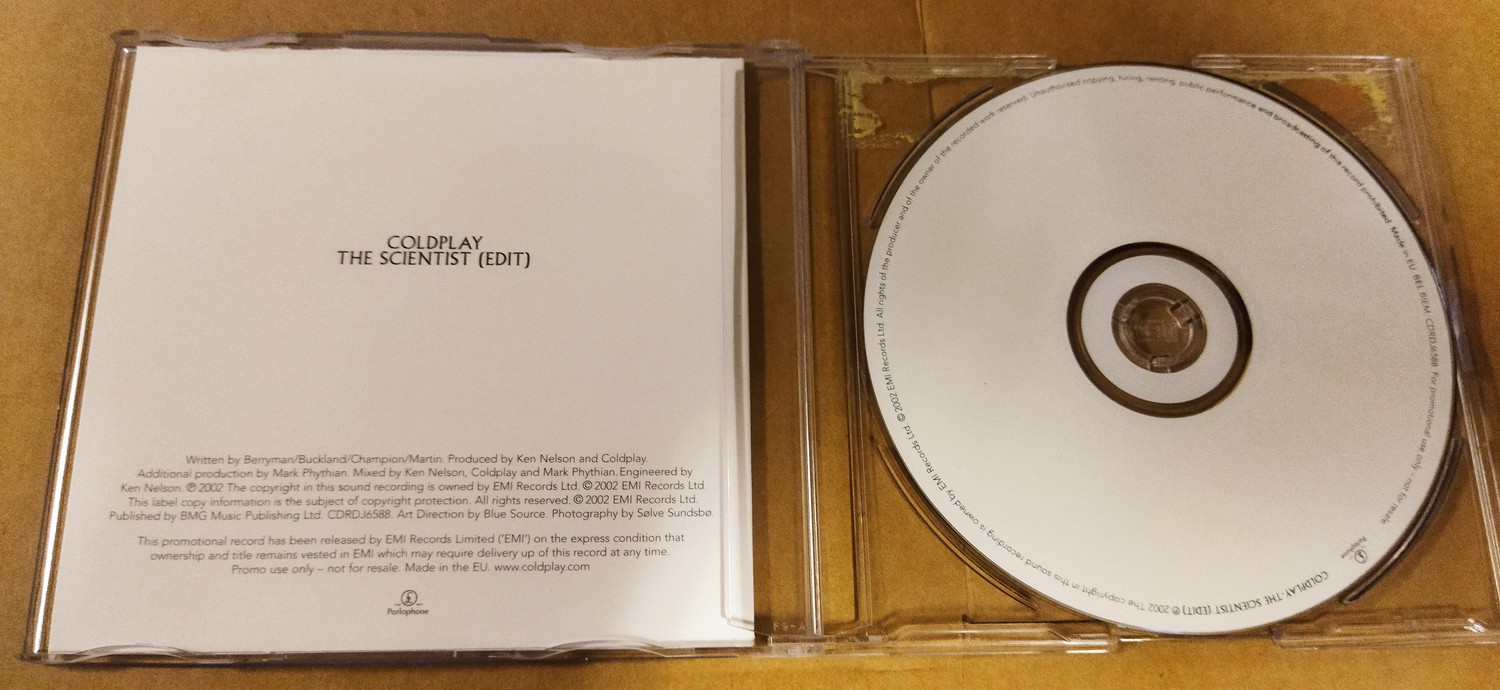 COLDPLAY
THE SCIENTIST (EDIT)
Written by Berryman/Buckland/Champion/Martin. Produced by Ken Nelson and Coldplay.
Additional production by Mark Phythian. Mixed by Ken Nelson, Coldplay and Mark Phythian. Engineered by
Ken Nelson. ℗ 2002 The copyright in this sound recording is owned by EMI Records Ltd. © 2002 EMI Records Ltd.
This label copy information is the subject of copyright protection. All rights reserved. © 2002 EMI Records Ltd.
Published by BMG Music Publishing Ltd. CDRDJ6588. Art Direction by Blue Source. Photography by Sølve Sundsbø.
This promotional record has been released by EMI Records Limited ('EMI') on the express condition that
ownership and title remains vested in EMI which may require delivery up of this record at any time.
Promo use only – not for resale. Made in the EU. www.coldplay.com
Parlophone
COLDPLAY · THE SCIENTIST (EDIT) ℗ 2002 The copyright in this sound recording is owned by EMI Records Ltd. © 2002 EMI Records Ltd. All rights of the producer and of the owner of the recorded work reserved. Unauthorised copying, hiring, renting, public performance and broadcasting of this record prohibited. Made in EU. BEL BIEM. CDRDJ6588. For promotional use only - not for resale
Parlophone